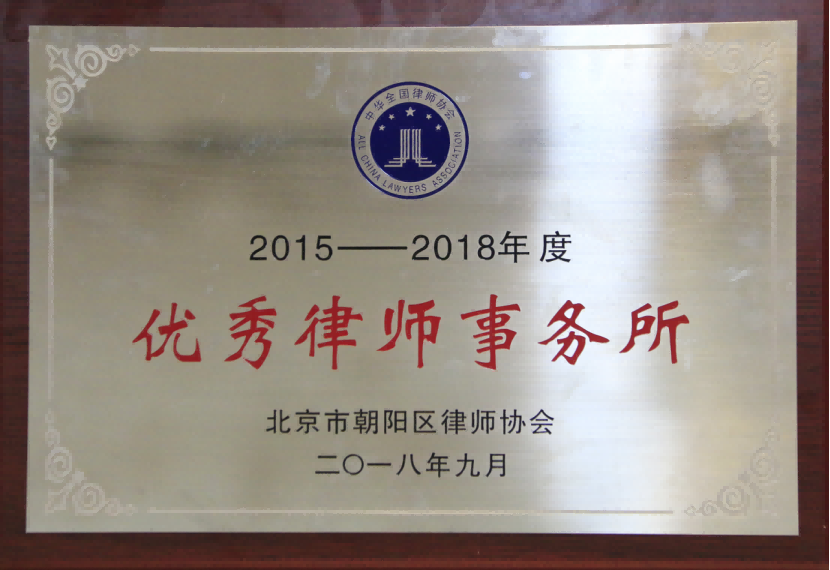 中华全国律师协会
ALL CHINA LAWYERS ASSOCIATION
2015——2018年度
优秀律师事务所
北京市朝阳区律师协会
二〇一八年九月